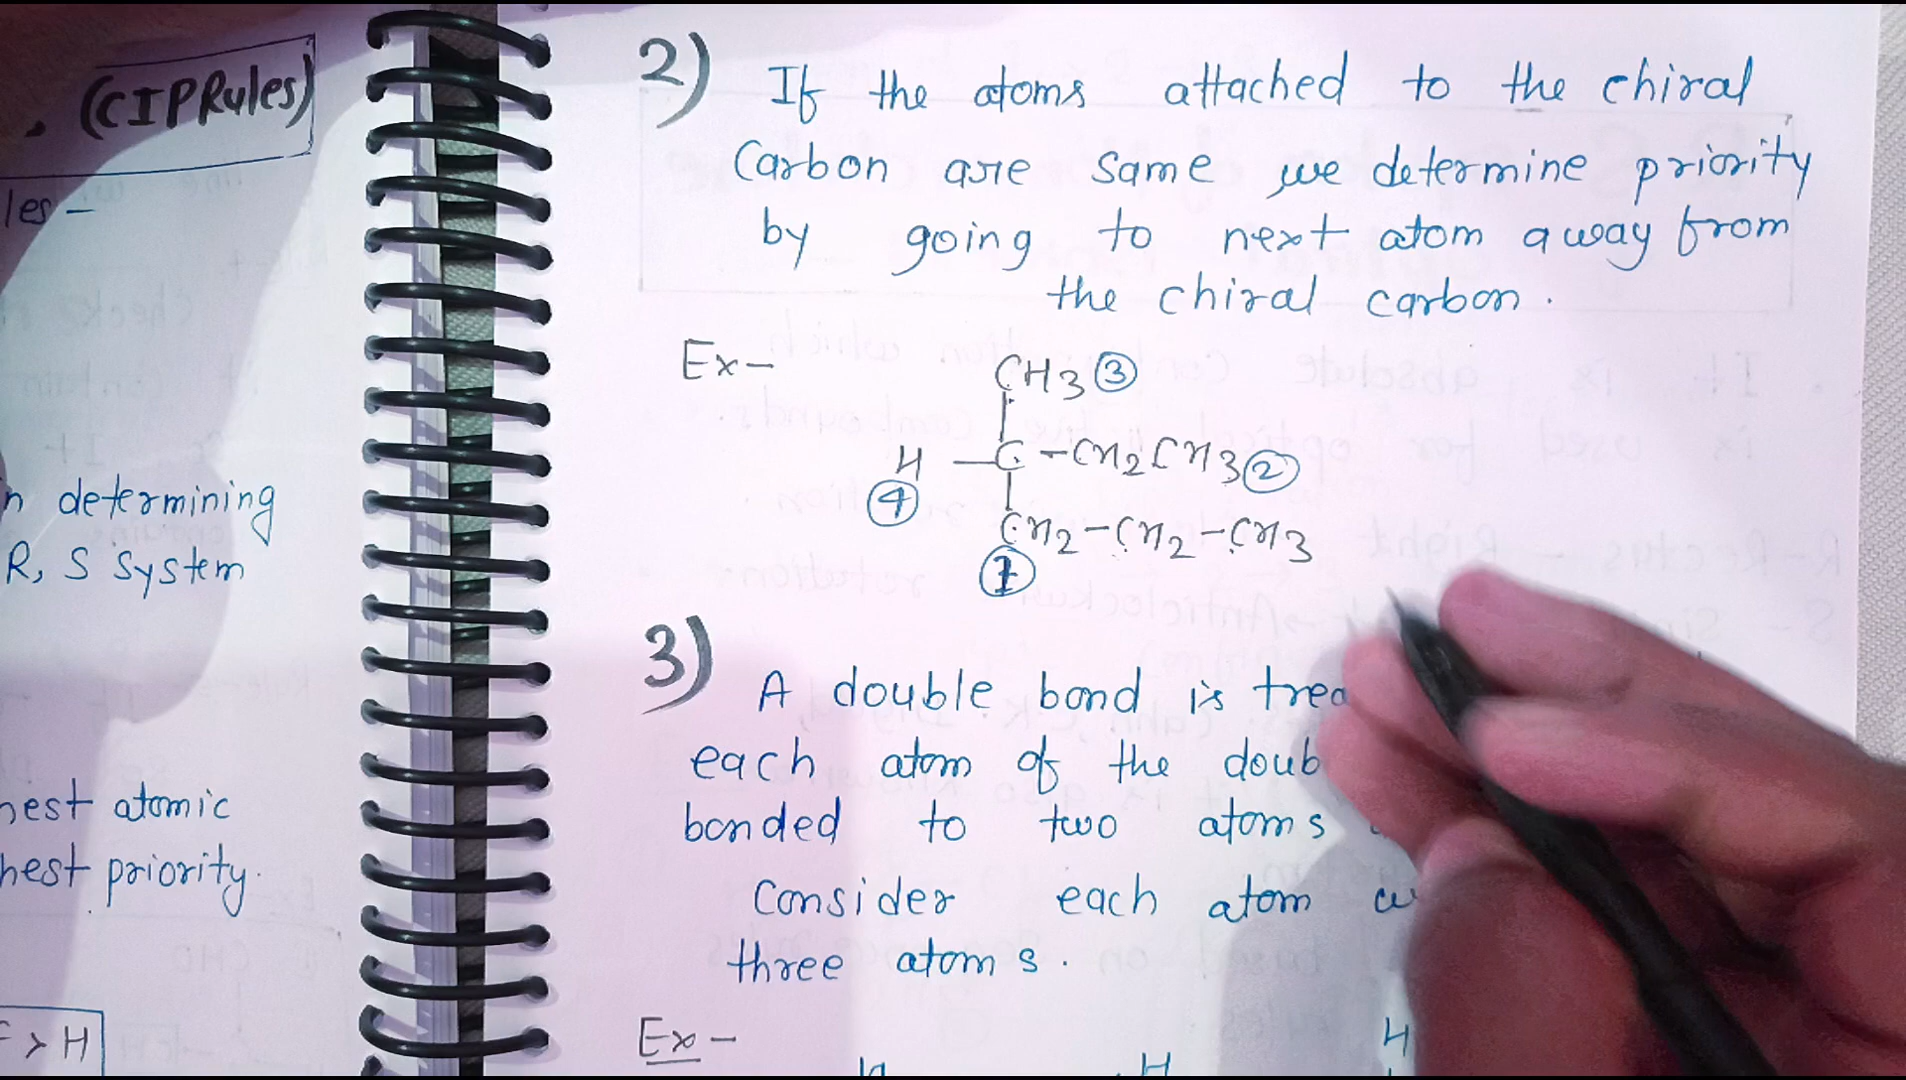 . (CIPRules)
les -
n determining
R, S System
hest atomic
hest priority.
> H
2) If the atoms attached to the chiral
Carbon are same we determine priority
by going to next atom away from
the chiral carbon.
Ex-
CH3 ③
H — C - CH2CH3 ②
④
CH2 - CH2 - CH3
①
3) A double bond is trea
each atom of the doub
bonded to two atoms
Consider each atom
three atoms.
Ex -
H H H